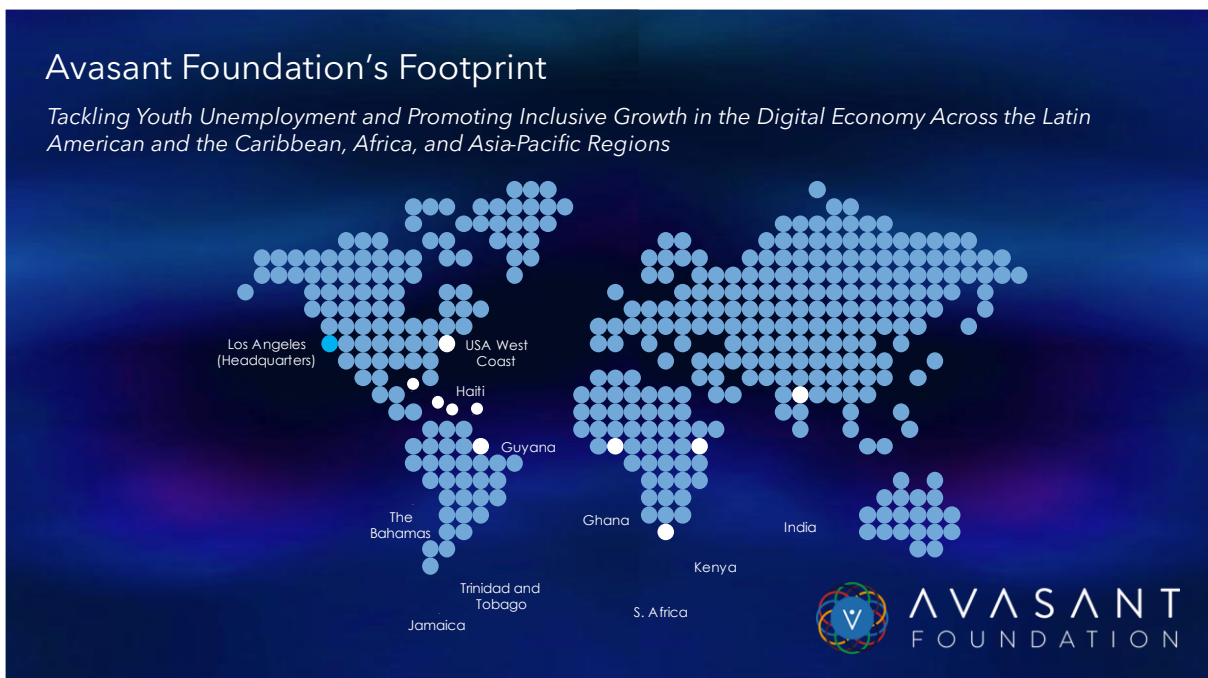 Avasant Foundation's Footprint
Tackling Youth Unemployment and Promoting Inclusive Growth in the Digital Economy Across the Latin
American and the Caribbean, Africa, and Asia-Pacific Regions
Los Angeles
(Headquarters)
USA West
Coast
Haiti
Guyana
The
Bahamas
Ghana
India
Kenya
Trinidad and
Tobago
S. Africa
Jamaica
AVASANT
FOUNDATION